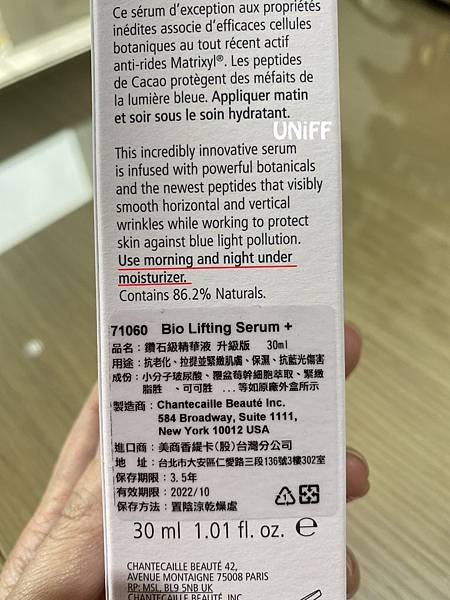 Ce sérum d'exception aux propriétés
inédites associe d'efficaces cellules
botaniques au tout récent actif
anti-rides Matrixyl®. Les peptides
de Cacao protègent des méfaits de
la lumière bleue. Appliquer matin
et soir sous le soin hydratant.
UNiFF
This incredibly innovative serum
is infused with powerful botanicals
and the newest peptides that visibly
smooth horizontal and vertical
wrinkles while working to protect
skin against blue light pollution.
Use morning and night under
moisturizer.
Contains 86.2% Naturals.
71060 Bio Lifting Serum +
品名：鑽石級精華液 升級版 30ml
用途：抗老化、拉提並緊緻肌膚、保濕、抗藍光傷害
成份：小分子玻尿酸、覆盆莓幹細胞萃取、緊緻
脂胜 、可可胜 ...等如原廠外盒所示
製造商：Chantecaille Beauté Inc.
584 Broadway, Suite 1111,
New York 10012 USA
進口商：美商香緹卡(股)台灣分公司
地 址：台北市大安區仁愛路三段136號3樓302室
保存期限：3.5年
有效期限：2022/10
保存方法：置陰涼乾燥處
30 ml 1.01 fl. oz. ℮
CHANTECAILLE BEAUTÉ 42,
AVENUE MONTAIGNE 75008 PARIS
RP: MSL, BL9 5NB UK
CHANTECAILLE BEAUTÉ, INC.